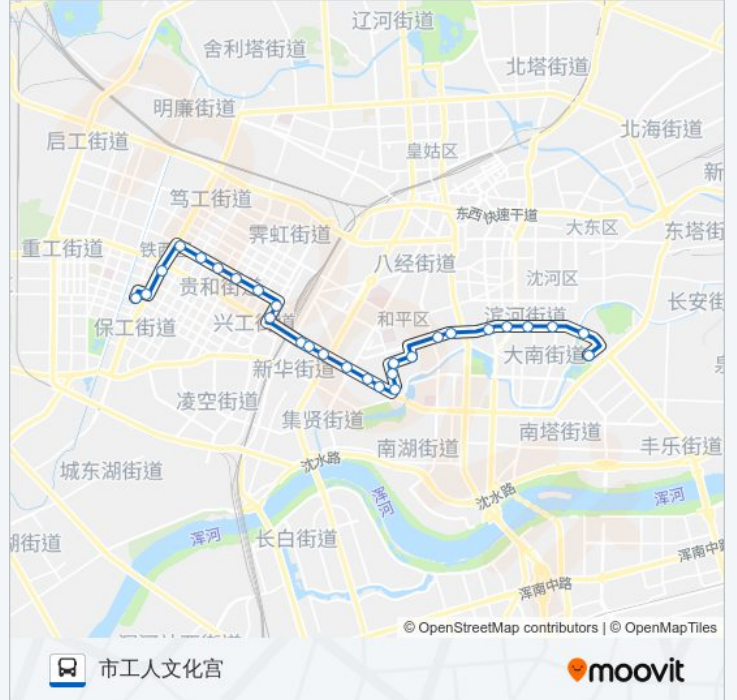 辽河街道
舍利塔街道
北塔街道
明廉街道
启工街道
北海街道
皇姑区
新
笃工街道
东西快速干道
霁虹街道
大东区
东塔街
重工街道
铁西
八经街道
沈河区
贵和街道
长安街
保工街道
兴工街道
和平区
滨河街道
大南街道
新华街道
凌空街道
集贤街道
南塔街道
南湖街道
丰乐街道
沈水路
城东湖街道
沈水路
浑河
浑河
湖街道
浑河
长白街道
浑南中路
浑南中路
© OpenStreetMap contributors | © OpenMapTiles
市工人文化宫
moovit